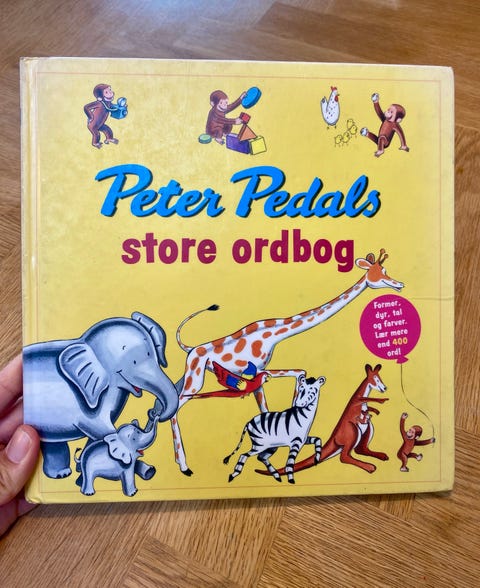 Peter Pedals
store ordbog
Former,
dyr, tal
og farver.
Lær mere
end 400
ord!